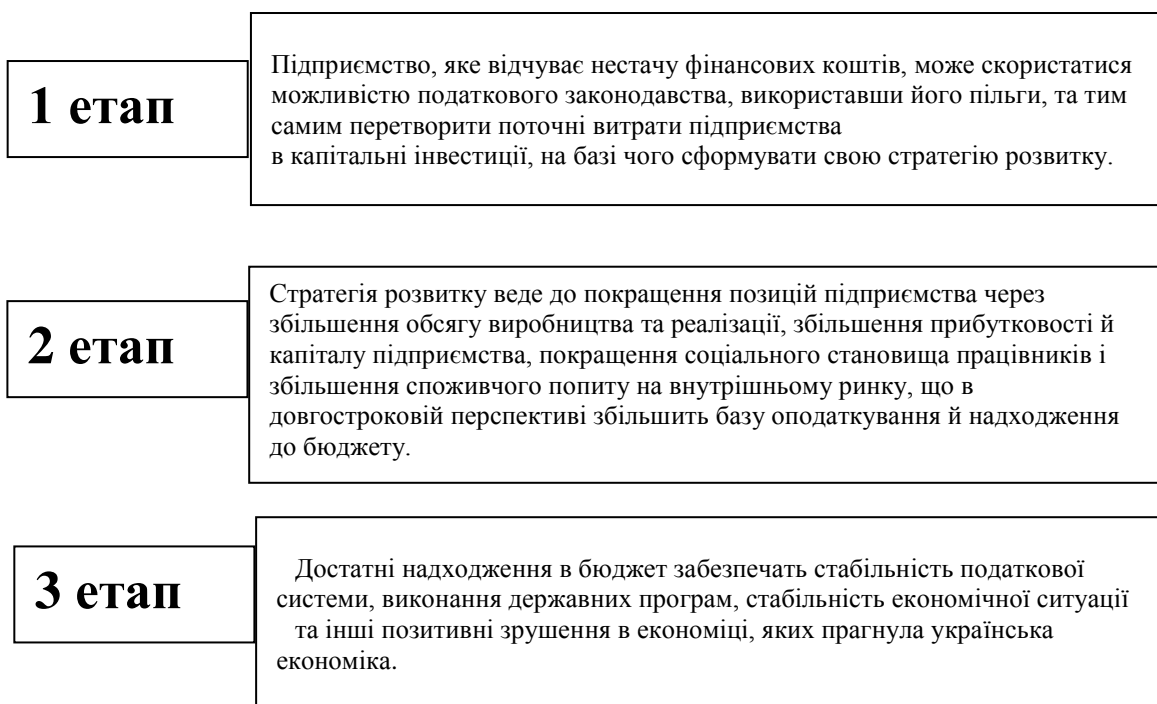 1 етап
Підприємство, яке відчуває нестачу фінансових коштів, може скористатися
можливістю податкового законодавства, використавши його пільги, та тим
самим перетворити поточні витрати підприємства
в капітальні інвестиції, на базі чого сформувати свою стратегію розвитку.
2 етап
Стратегія розвитку веде до покращення позицій підприємства через
збільшення обсягу виробництва та реалізації, збільшення прибутковості й
капіталу підприємства, покращення соціального становища працівників і
збільшення споживчого попиту на внутрішньому ринку, що в
довгостроковій перспективі збільшить базу оподаткування й надходження
до бюджету.
3 етап
Достатні надходження в бюджет забезпечать стабільність податкової
системи, виконання державних програм, стабільність економічної ситуації
та інші позитивні зрушення в економіці, яких прагнула українська
економіка.